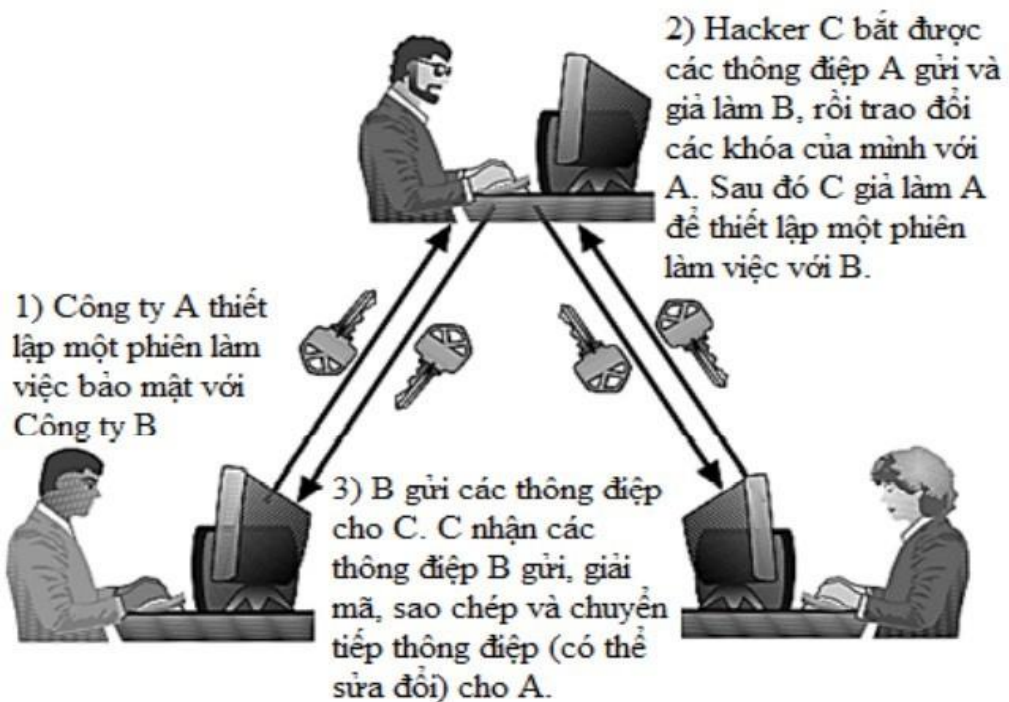 1) Công ty A thiết
lập một phiên làm
việc bảo mật với
Công ty B
2) Hacker C bắt được
các thông điệp A gửi và
giả làm B, rồi trao đổi
các khóa của mình với
A. Sau đó C giả làm A
để thiết lập một phiên
làm việc với B.
3) B gửi các thông điệp
cho C. C nhận các
thông điệp B gửi, giải
mã, sao chép và chuyển
tiếp thông điệp (có thể
sửa đổi) cho A.